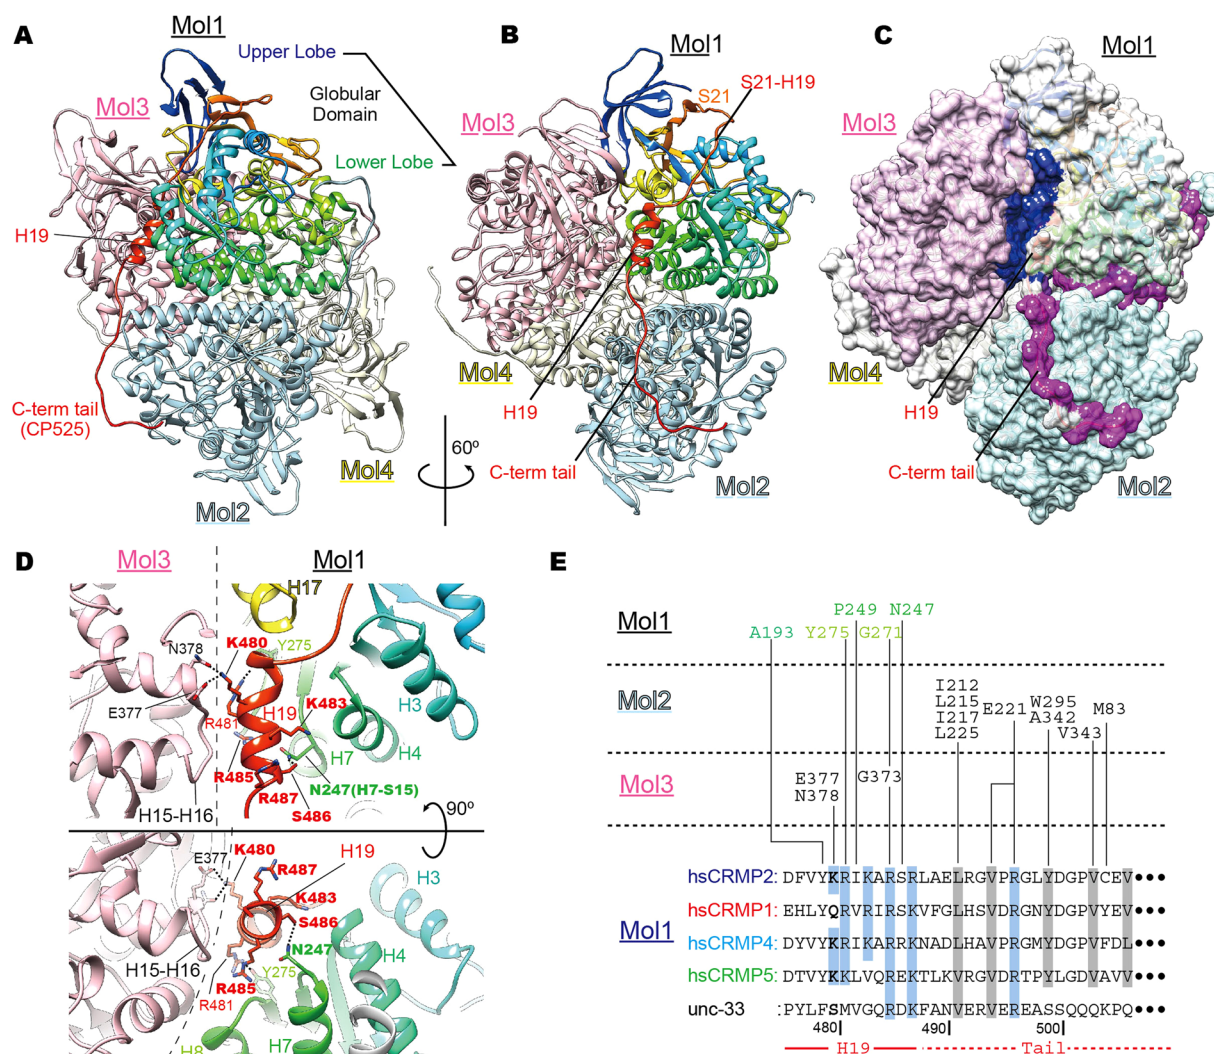 A
Mol1
Upper Lobe
Mol3
Globular
Domain
Lower Lobe
H19
C-term tail
(CP525)
Mol4
Mol2
60º
B
Mol1
S21-H19
S21
Mol3
Mol4
H19
C-term tail
Mol2
C
Mol1
Mol3
Mol4
H19
C-term tail
Mol2
D
Mol3
Mol1
H17
N378
K480
Y275
E377
R481
H19
K483
H3
H4
H7
R485
N247(H7-S15)
R487
S486
H15-H16
90º
E377
K480
H19
R487
H3
K483
S486
N247
H4
H15-H16
Y275
R485
R481
H8
H7
E
P249 N247
Mol1
A193 Y275 G271
Mol2
I212
L215 E221 W295
I217 A342 M83
L225 V343
Mol3
E377 G373
N378
Mol1
hsCRMP2: DFVYKRIKARSRLAELRGVPRGLYDGPVCEV●●●
hsCRMP1: EHLYQRVRIRSKVFGLHSVDRGNYDGPVYEV●●●
hsCRMP4: DYVYKRIKARRKNADLHAVPRGMYDGPVFDL●●●
hsCRMP5: DTVYKKLVQREKTLKVRGVDRTPYLGDVAVV●●●
unc-33 :PYLFSMVGQRDKFANVERVEREASSQQQKPQ●●●
480 490 500
H19 Tail